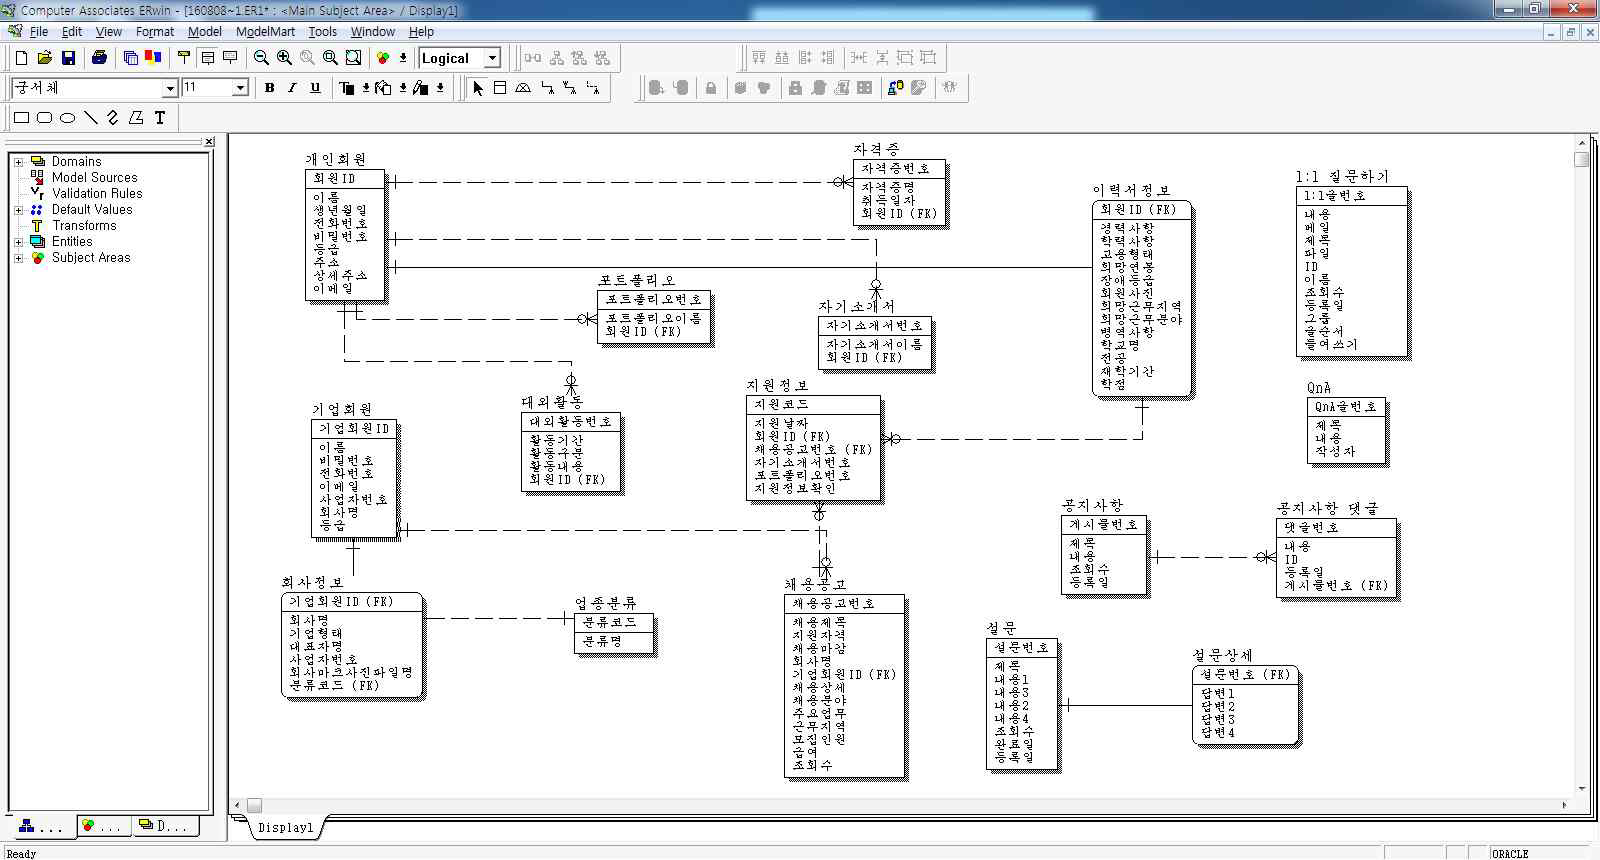 Computer Associates ERwin - [160808~1.ER1* : <Main Subject Area> / Display1]
File Edit View Format Model ModelMart Tools Window Help
Logical
궁서체 11 B I U
T
Domains
Model Sources
Validation Rules
Default Values
Transforms
Entities
Subject Areas
개인회원
회원ID
이름
생년월일
전화번호
비밀번호
등급
주소
상세주소
이메일
자격증
자격증번호
자격증명
취득일자
회원ID (FK)
이력서정보
회원ID (FK)
경력사항
학력사항
고용형태
희망연봉
장애등급
회원사진
희망근무지역
희망근무분야
병역사항
학교명
전공
재학기간
학점
1:1 질문하기
1:1글번호
내용
메일
제목
파일
ID
이름
조회수
등록일
그룹
글순서
들여쓰기
포트폴리오
포트폴리오번호
포트폴리오이름
회원ID (FK)
자기소개서
자기소개서번호
자기소개서이름
회원ID (FK)
대외활동
대외활동번호
활동기간
활동구분
활동내용
회원ID (FK)
지원정보
지원코드
지원날짜
회원ID (FK)
채용공고번호 (FK)
자기소개서번호
포트폴리오번호
지원정보확인
QnA
QnA글번호
제목
내용
작성자
기업회원
기업회원ID
이름
비밀번호
전화번호
이메일
사업자번호
회사명
등급
공지사항
게시물번호
제목
내용
조회수
등록일
공지사항 댓글
댓글번호
내용
ID
등록일
게시물번호 (FK)
회사정보
기업회원ID (FK)
회사명
기업형태
대표자명
사업자번호
회사마크사진파일명
분류코드 (FK)
업종분류
분류코드
분류명
채용공고
채용공고번호
채용제목
지원자격
채용마감
회사명
기업회원ID (FK)
채용상세
채용분야
주요업무
근무지역
모집인원
급여
조회수
설문
설문번호
제목
내용1
내용3
내용2
내용4
조회수
완료일
등록일
설문상세
설문번호 (FK)
답변1
답변2
답변3
답변4
... ... D...
Display1
Ready
ORACLE